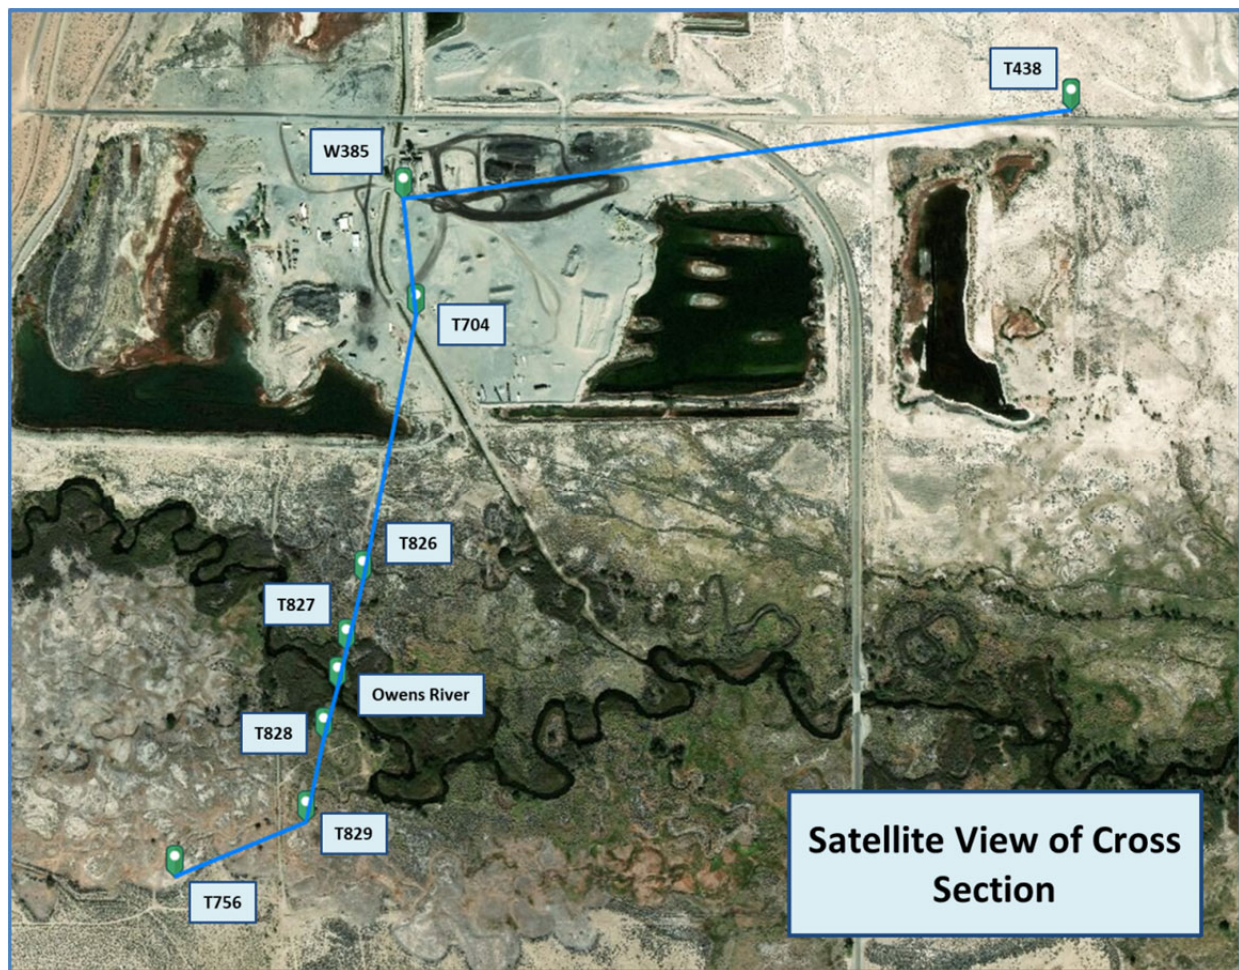 T438
W385
T704
T826
T827
Owens River
T828
T829
T756
Satellite View of Cross
Section